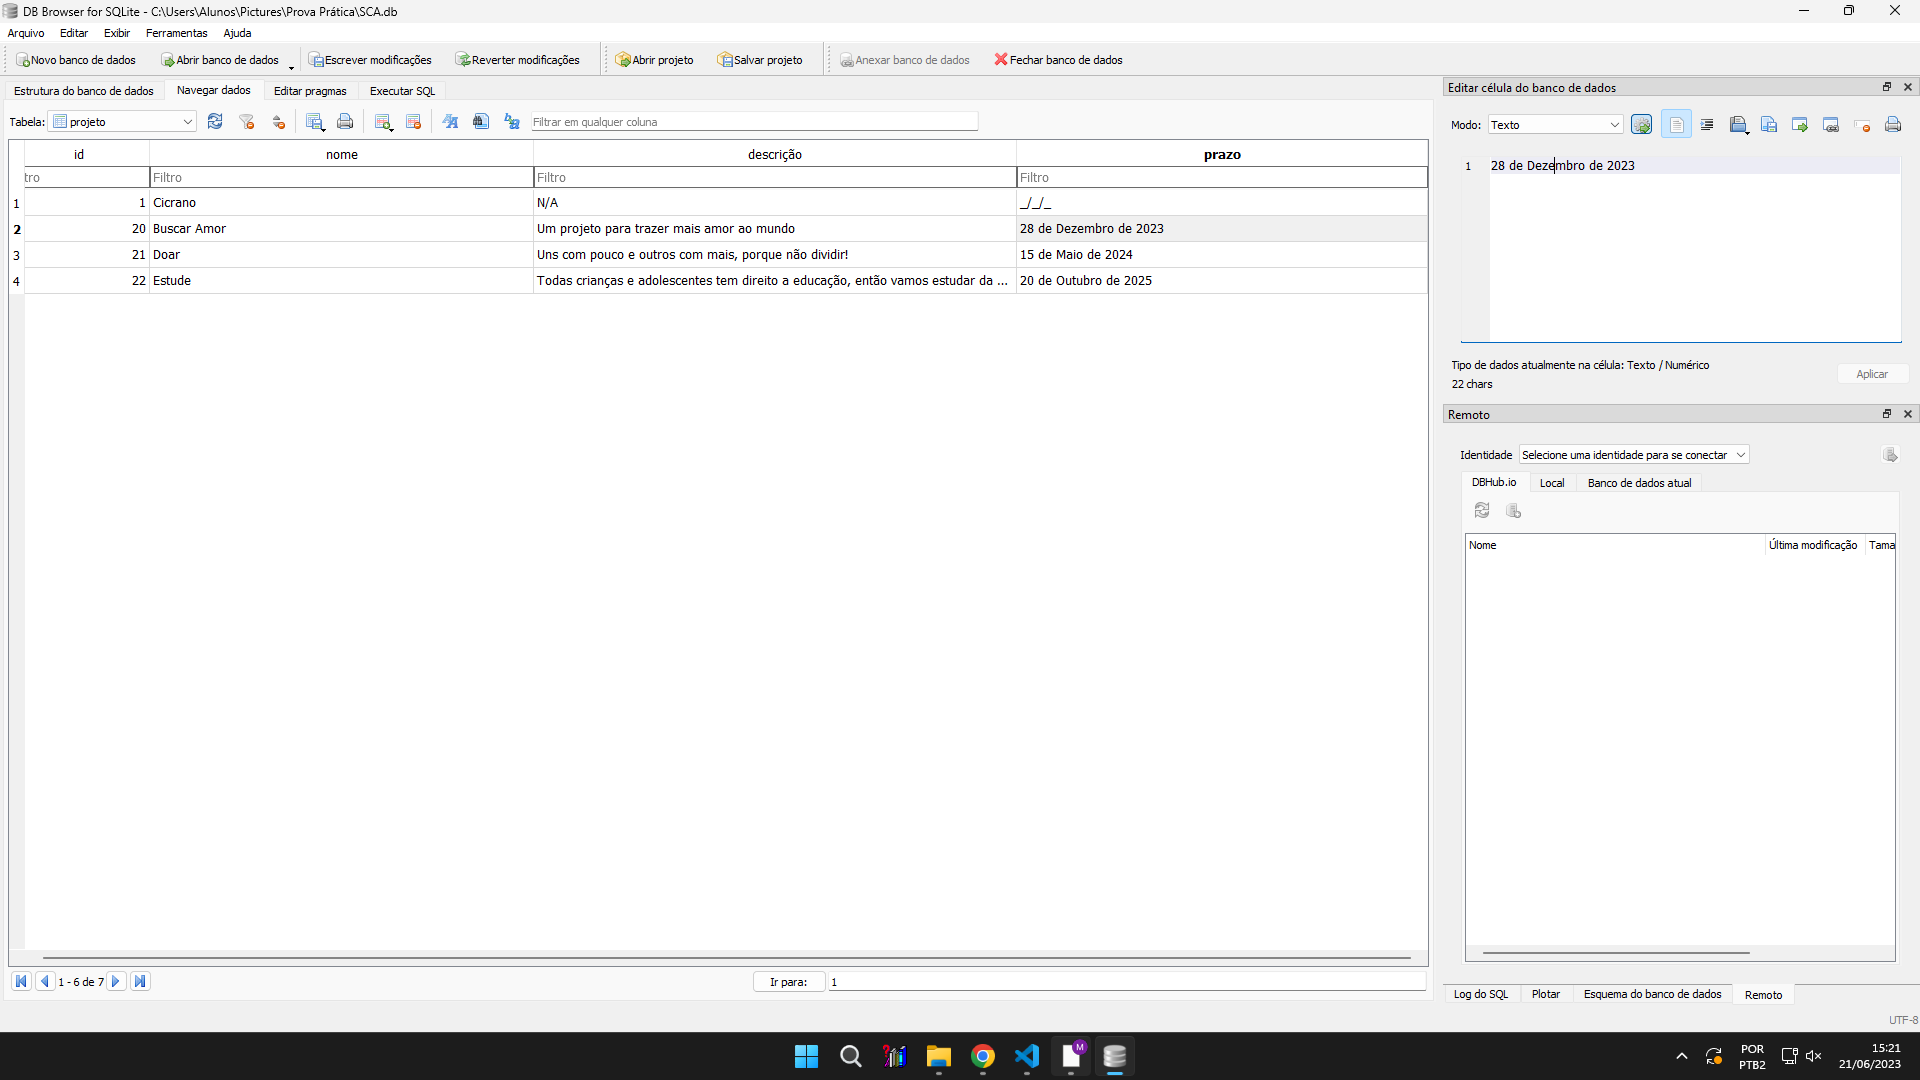 DB Browser for SQLite - C:\Users\Alunos\Pictures\Prova Prática\SCA.db
Arquivo Editar Exibir Ferramentas Ajuda
Novo banco de dados Abrir banco de dados Escrever modificações Reverter modificações Abrir projeto Salvar projeto Anexar banco de dados Fechar banco de dados
Estrutura do banco de dados Navegar dados Editar pragmas Executar SQL
Tabela: projeto Filtrar em qualquer coluna
id nome descrição prazo
tro Filtro Filtro Filtro
1 1 Cicrano N/A _/_/_
2 20 Buscar Amor Um projeto para trazer mais amor ao mundo 28 de Dezembro de 2023
3 21 Doar Uns com pouco e outros com mais, porque não dividir! 15 de Maio de 2024
4 22 Estude Todas crianças e adolescentes tem direito a educação, então vamos estudar da ... 20 de Outubro de 2025
1 - 6 de 7 Ir para: 1
Editar célula do banco de dados
Modo: Texto
1 28 de Dezembro de 2023
Tipo de dados atualmente na célula: Texto / Numérico
22 chars
Aplicar
Remoto
Identidade Selecione uma identidade para se conectar
DBHub.io Local Banco de dados atual
Nome Última modificação Tama
Log do SQL Plotar Esquema do banco de dados Remoto
UTF-8
M
POR
PTB2
15:21
21/06/2023